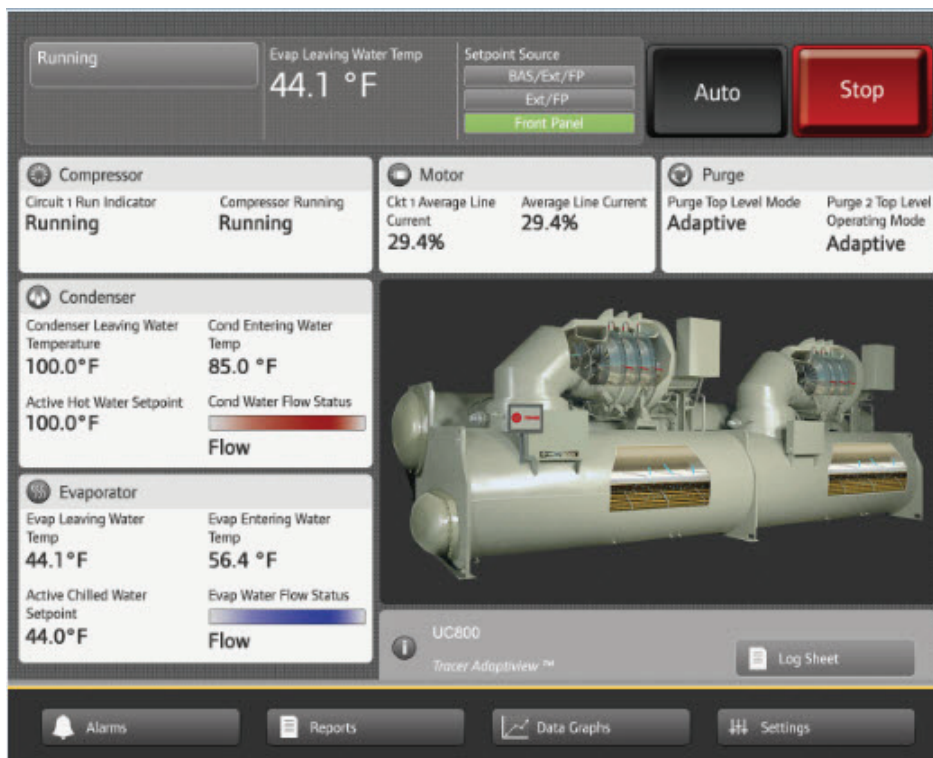 Running
Evap Leaving Water Temp
44.1 °F
Setpoint Source
BAS/Ext/FP
Ext/FP
Front Panel
Auto
Stop
Compressor
Circuit 1 Run Indicator
Running
Compressor Running
Running
Motor
Ckt 1 Average Line
Current
29.4%
Average Line Current
29.4%
Purge
Purge Top Level Mode
Adaptive
Purge 2 Top Level
Operating Mode
Adaptive
Condenser
Condenser Leaving Water
Temperature
100.0°F
Cond Entering Water
Temp
85.0 °F
Active Hot Water Setpoint
100.0°F
Cond Water Flow Status
Flow
Evaporator
Evap Leaving Water
Temp
44.1°F
Evap Entering Water
Temp
56.4 °F
Active Chilled Water
Setpoint
44.0°F
Evap Water Flow Status
Flow
UC800
Tracer Adaptiview ™
Log Sheet
Alarms
Reports
Data Graphs
Settings